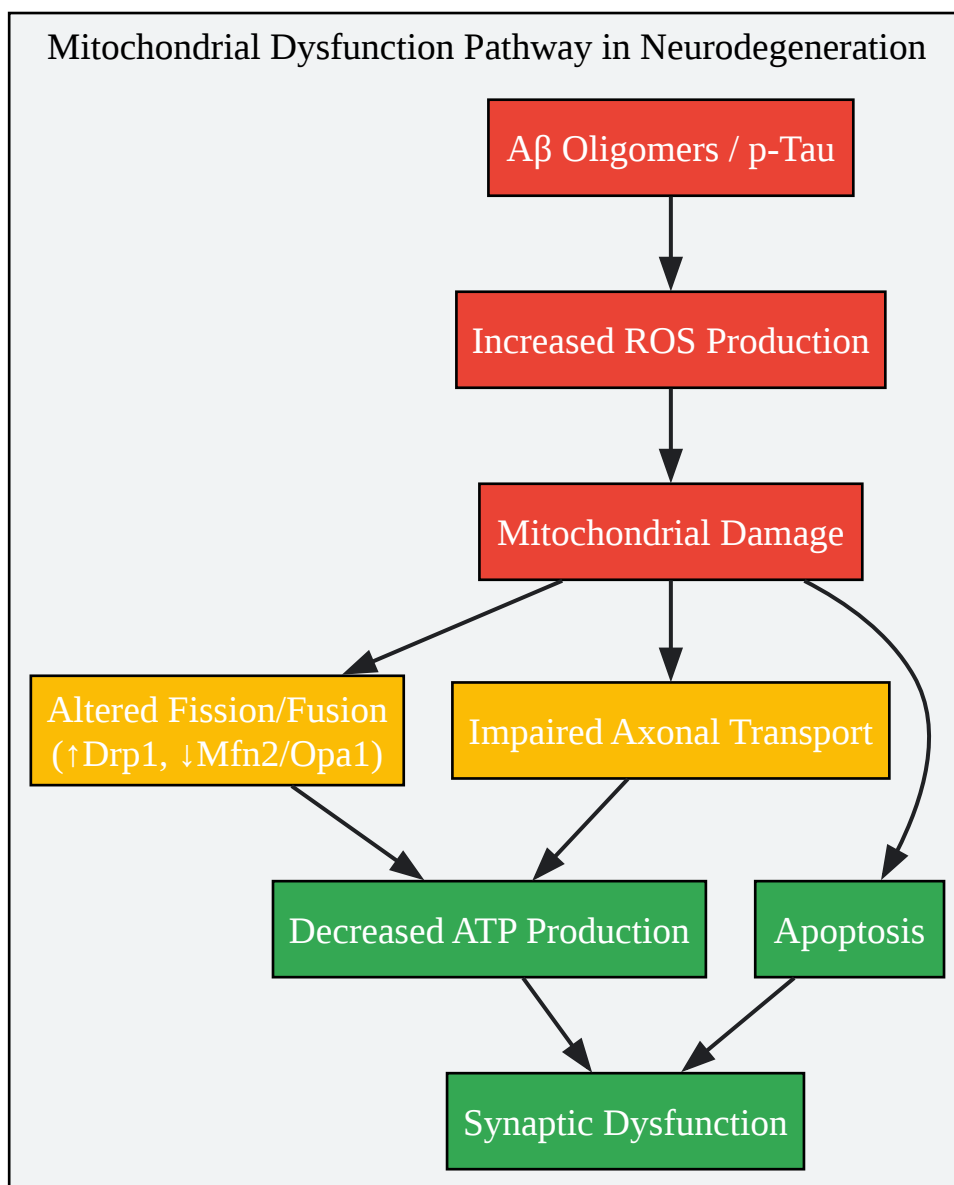 Mitochondrial Dysfunction Pathway in Neurodegeneration
Aβ Oligomers / p-Tau
Increased ROS Production
Mitochondrial Damage
Altered Fission/Fusion
(↑Drp1, ↓Mfn2/Opa1)
Impaired Axonal Transport
Decreased ATP Production
Apoptosis
Synaptic Dysfunction